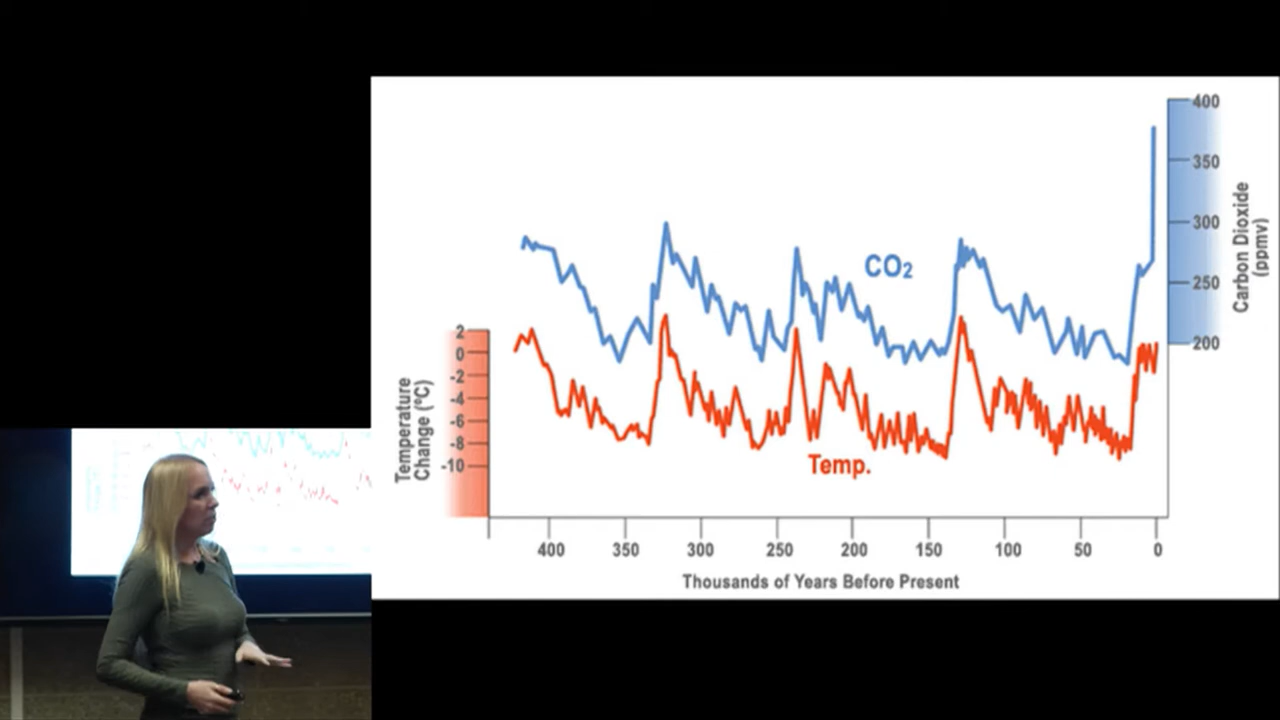 400
350
300
250
200
Carbon Dioxide
(ppmv)
CO₂
2
0
-2
-4
-6
-8
-10
Temperature
Change (°C)
Temp.
400 350 300 250 200 150 100 50 0
Thousands of Years Before Present